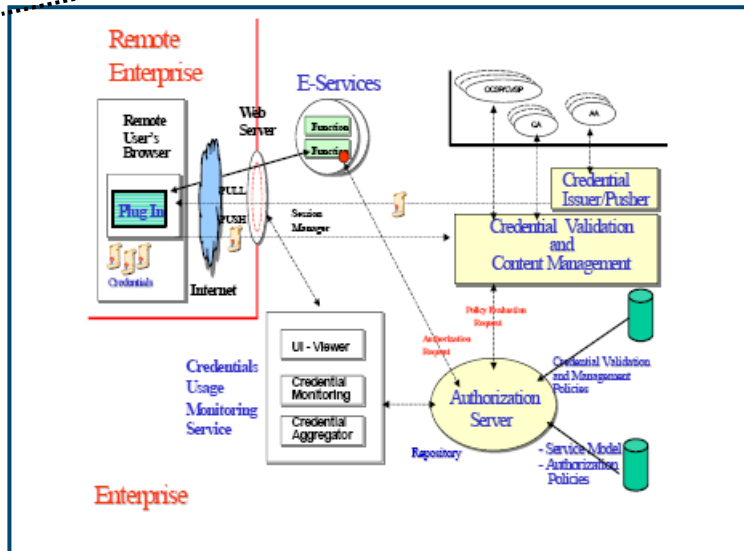 Remote
Enterprise
E-Services
Web
Server
Remote
User's
Browser
Function
Function
OCSP/CVSP
CA
AA
Credential
Issuer/Pusher
Plug In
PULL
PUSH
Session
Manager
Credential Validation
and
Content Management
Credentials
Internet
Policy Evaluation
Request
Authorization
Request
UI - Viewer
Credential
Monitoring
Credential
Aggregator
Credentials
Usage
Monitoring
Service
Authorization
Server
Credential Validation
and Management
Policies
Repository
- Service Model
- Authorization
Policies
Enterprise